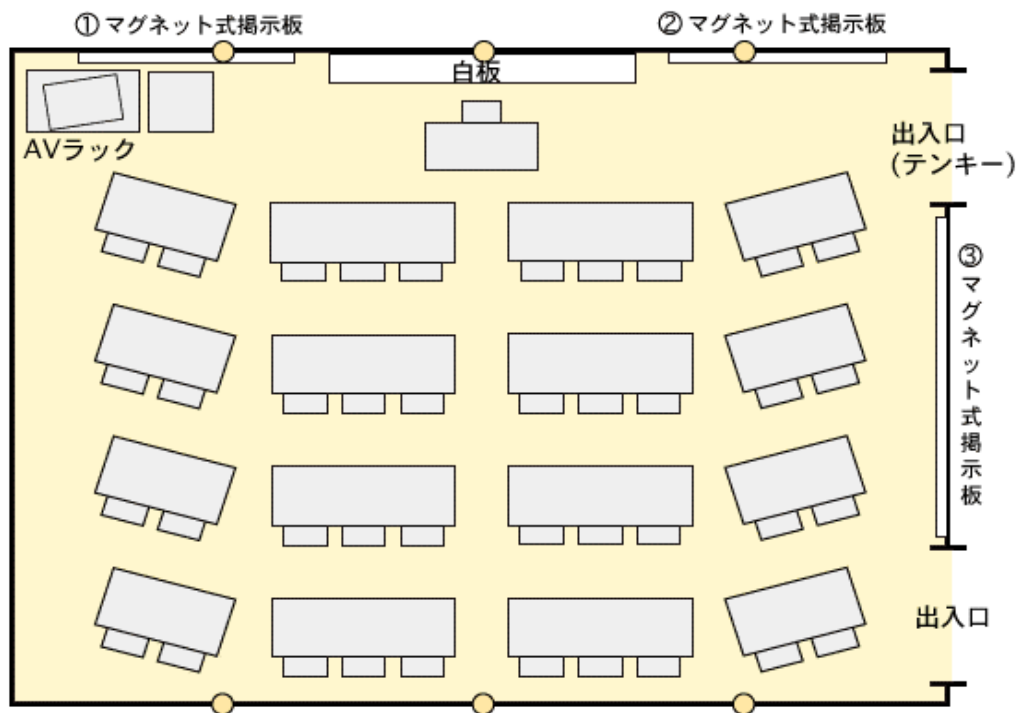 ① マグネット式掲示板
② マグネット式掲示板
白板
AVラック
出入口
(テンキー)
③マグネット式掲示板
出入口